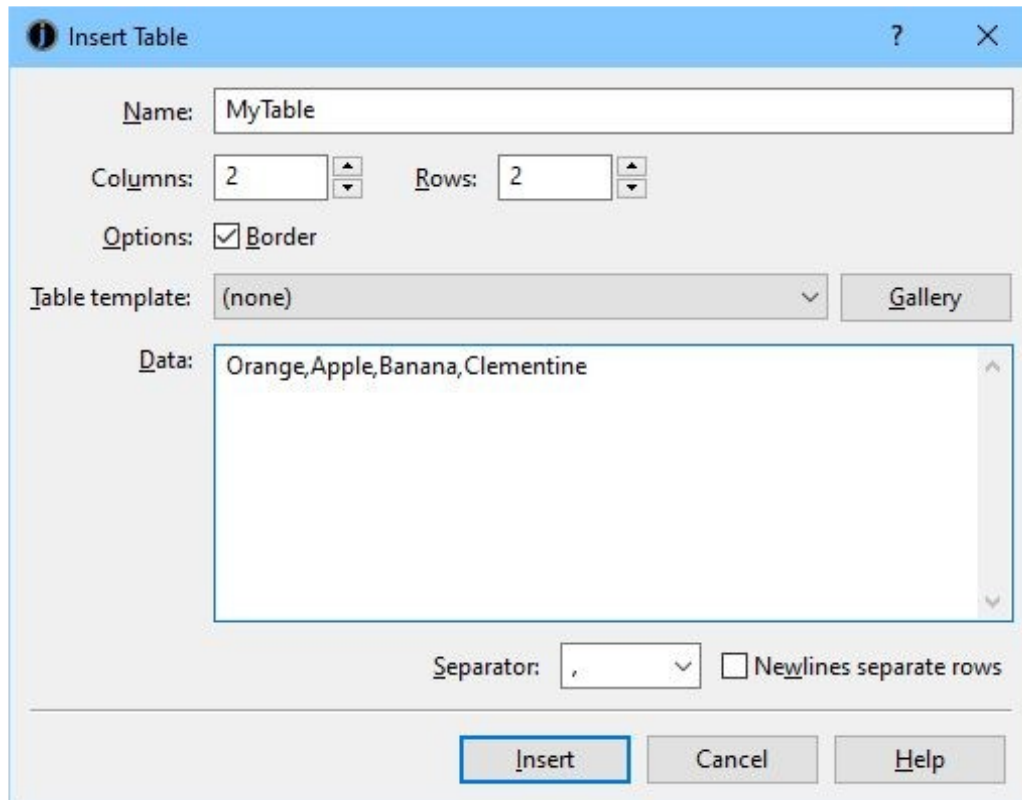 Insert Table ?
Name: MyTable
Columns: 2 Rows: 2
Options: Border
Table template: (none) Gallery
Data: Orange,Apple,Banana,Clementine
Separator: , Newlines separate rows
Insert Cancel Help